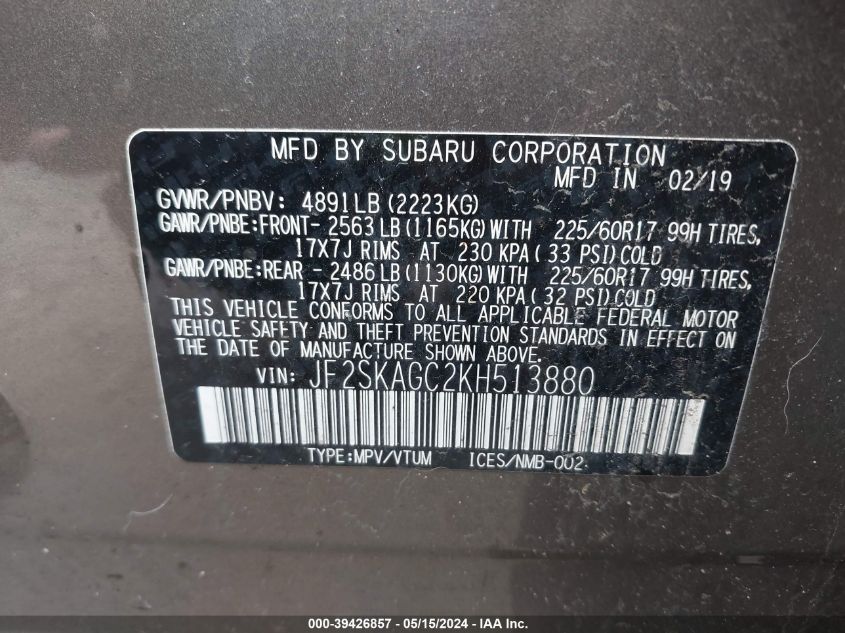 MFD BY SUBARU CORPORATION
MFD IN 02/19
GVWR/PNBV: 4891LB(2223KG)
GAWR/PNBE:FRONT- 2563LB(1165KG)WITH 225/60R17 99H TIRES,
17X7J RIMS AT 230 KPA( 33 PSI)COLD
GAWR/PNBE:REAR - 2486LB(1130KG)WITH 225/60R17 99H TIRES,
17X7J RIMS AT 220 KPA( 32 PSI)COLD
THIS VEHICLE CONFORMS TO ALL APPLICABLE FEDERAL MOTOR
VEHICLE SAFETY AND THEFT PREVENTION STANDARDS IN EFFECT ON
THE DATE OF MANUFACTURE SHOWN ABOVE.
VIN: JF2SKAGC2KH513880
TYPE:MPV/VTUM ICES/NMB-002
000-39426857 - 05/15/2024 - IAA Inc.